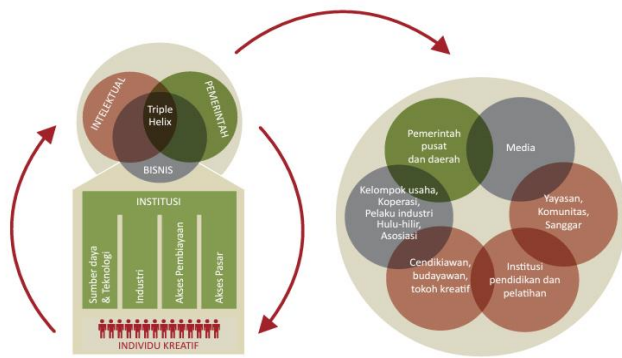 INTELEKTUAL
PEMERINTAH
Triple
Helix
BISNIS
INSTITUSI
Sumber daya
& Teknologi
Industri
Akses Pembiayaan
Akses Pasar
INDIVIDU KREATIF
Pemerintah
pusat
dan daerah
Media
Kelompok usaha,
Koperasi,
Pelaku industri
Hulu-hilir,
Asosiasi
Yayasan,
Komunitas,
Sanggar
Cendikiawan,
budayawan,
tokoh kreatif
Institusi
pendidikan dan
pelatihan